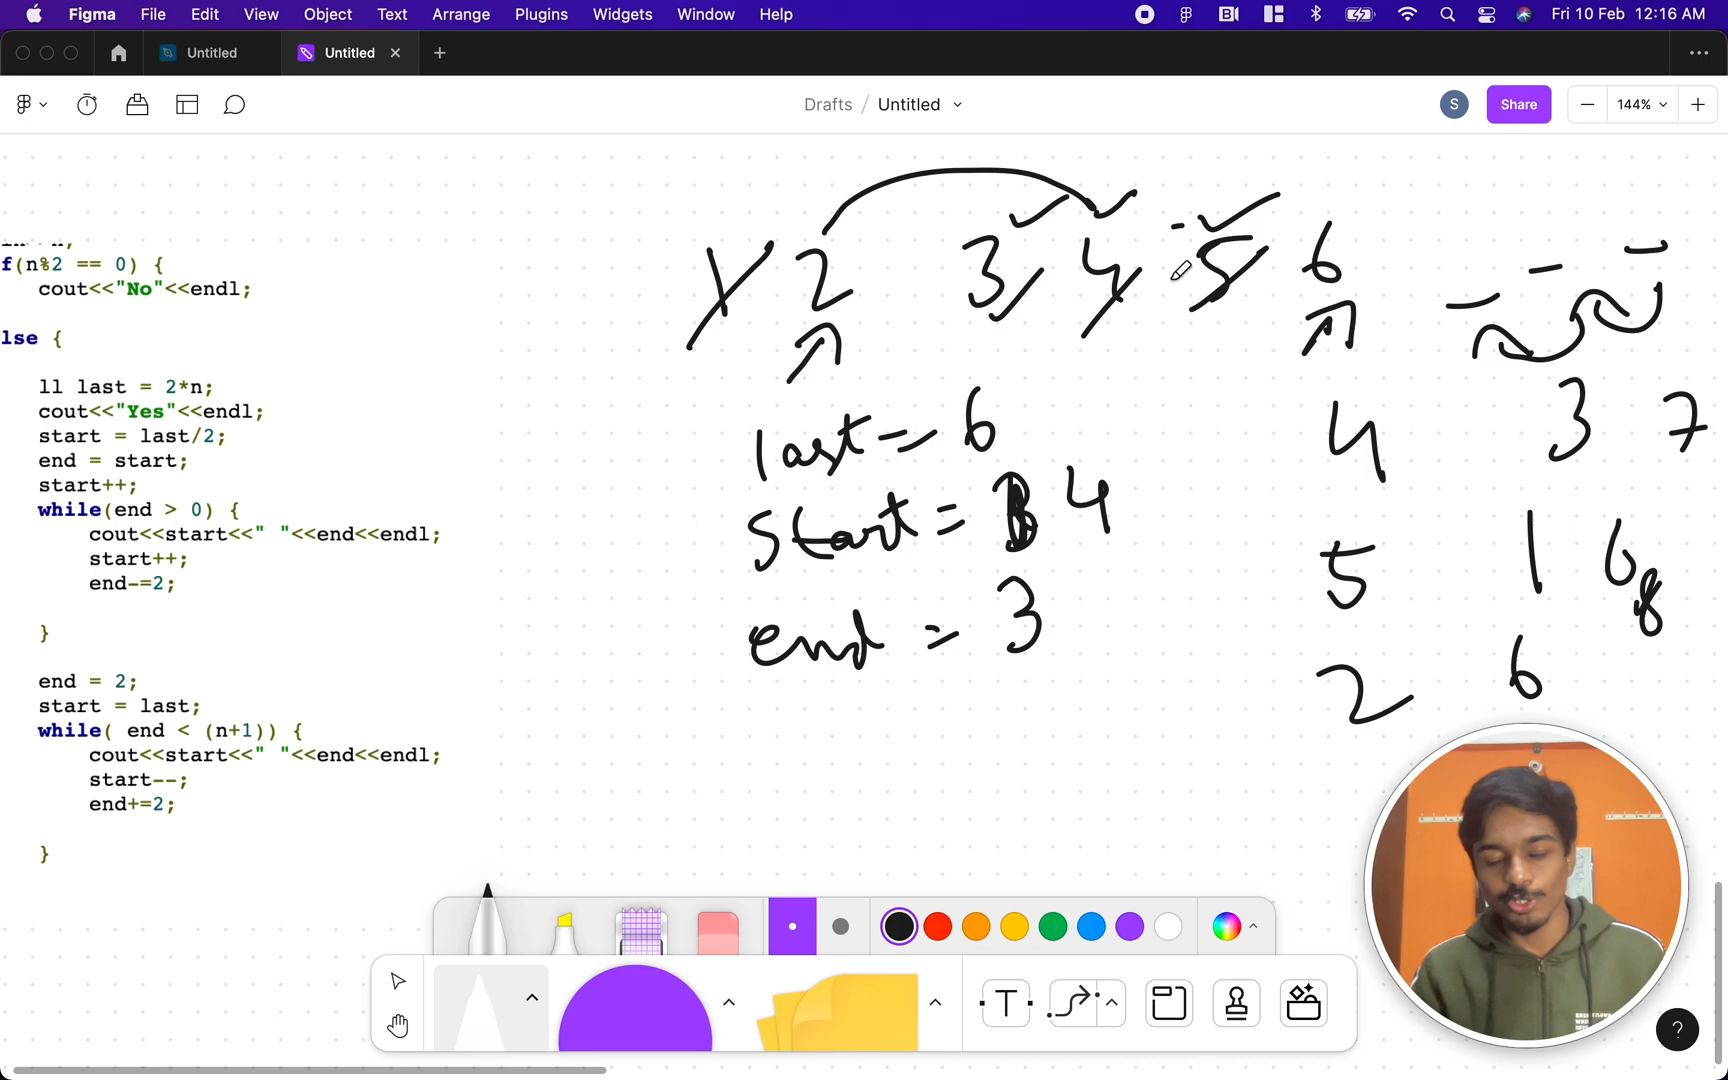 Figma File Edit View Object Text Arrange Plugins Widgets Window Help Fri 10 Feb 12:16 AM
Untitled Untitled
Drafts / Untitled S Share 144%
f(n%2 == 0) {
cout<<"No"<<endl;
lse {
ll last = 2*n;
cout<<"Yes"<<endl;
start = last/2;
end = start;
start++;
while(end > 0) {
cout<<start<<" "<<end<<endl;
start++;
end-=2;
}
end = 2;
start = last;
while( end < (n+1)) {
cout<<start<<" "<<end<<endl;
start--;
end+=2;
}
2 3 4 5 6
last = 6
start = 4
end = 3
4 3 7
5 1 6 8
2 6
T
?